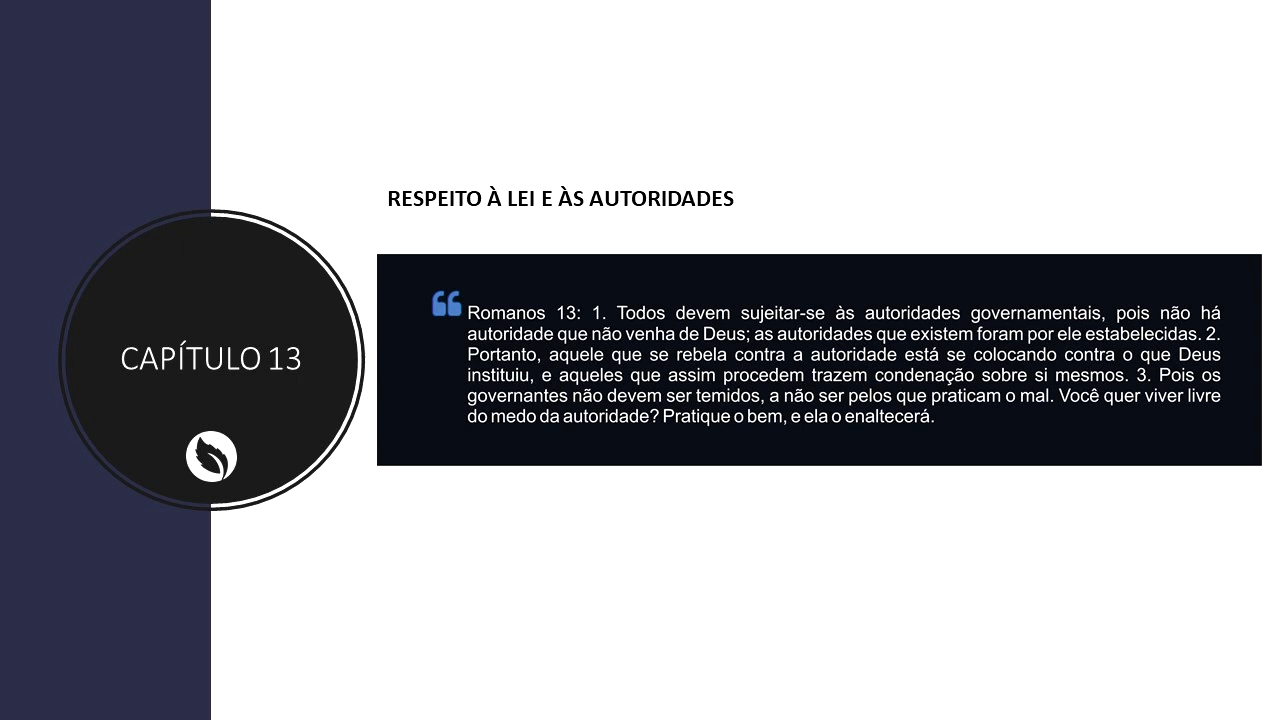 RESPEITO À LEI E ÀS AUTORIDADES
CAPÍTULO 13
Romanos 13: 1. Todos devem sujeitar-se às autoridades governamentais, pois não há
autoridade que não venha de Deus; as autoridades que existem foram por ele estabelecidas. 2.
Portanto, aquele que se rebela contra a autoridade está se colocando contra o que Deus
instituiu, e aqueles que assim procedem trazem condenação sobre si mesmos. 3. Pois os
governantes não devem ser temidos, a não ser pelos que praticam o mal. Você quer viver livre
do medo da autoridade? Pratique o bem, e ela o enaltecerá.